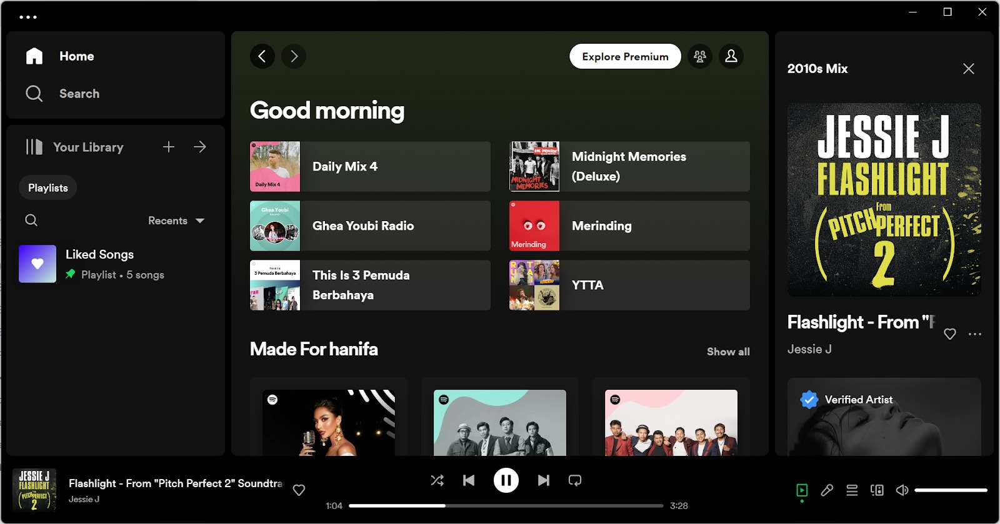 Home
Search
Your Library
Playlists
Recents
Liked Songs
Playlist • 5 songs
Explore Premium
Good morning
Daily Mix 4
Daily Mix 4
ONE DIRECTION
MIDNIGHT
MEMORIES
Midnight Memories
(Deluxe)
Ghea Youbi
RADIO
Ghea Youbi Radio
Merinding
Merinding
THIS IS
3 Pemuda Berbahaya
This Is 3 Pemuda
Berbahaya
YTTA
Made For hanifa
Show all
2010s Mix
JESSIE J
FLASHLIGHT
From
PITCH PERFECT
2
Flashlight - From "
Jessie J
Verified Artist
JESSIE J
FLASHLIGHT
PITCH PERFECT
2
Flashlight - From "Pitch Perfect 2" Soundtra
Jessie J
1:04
3:28